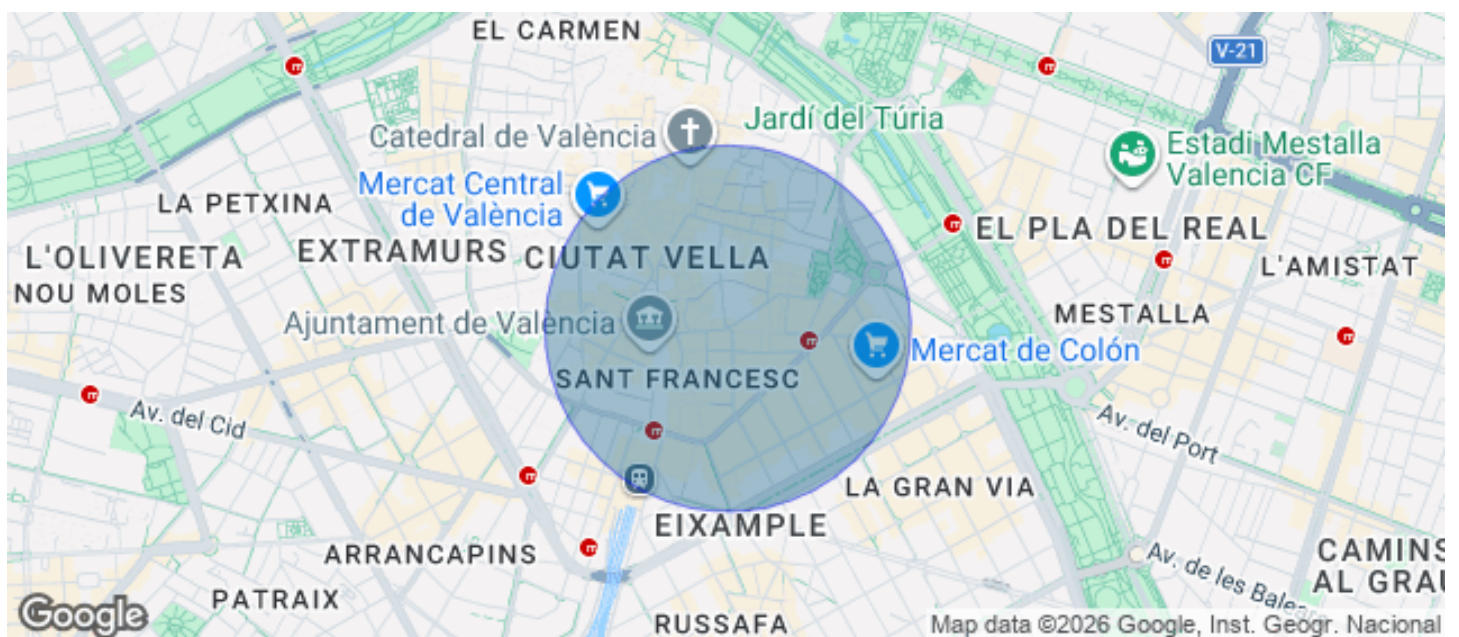 EL CARMEN
V-21
Catedral de València
Jardí del Túria
Estadi Mestalla
Valencia CF
Mercat Central
de València
LA PETXINA
EL PLA DEL REAL
EXTRAMURS
CIUTAT VELLA
L'OLIVERETA
NOU MOLES
L'AMISTAT
Ajuntament de València
MESTALLA
Mercat de Colón
SANT FRANCESC
Av. del Cid
Av. del Port
LA GRAN VIA
EIXAMPLE
ARRANCAPINS
CAMINS
AL GRAU
Av. de les Balears
PATRAIX
Google
RUSSAFA
Map data ©2026 Google, Inst. Geogr. Nacional